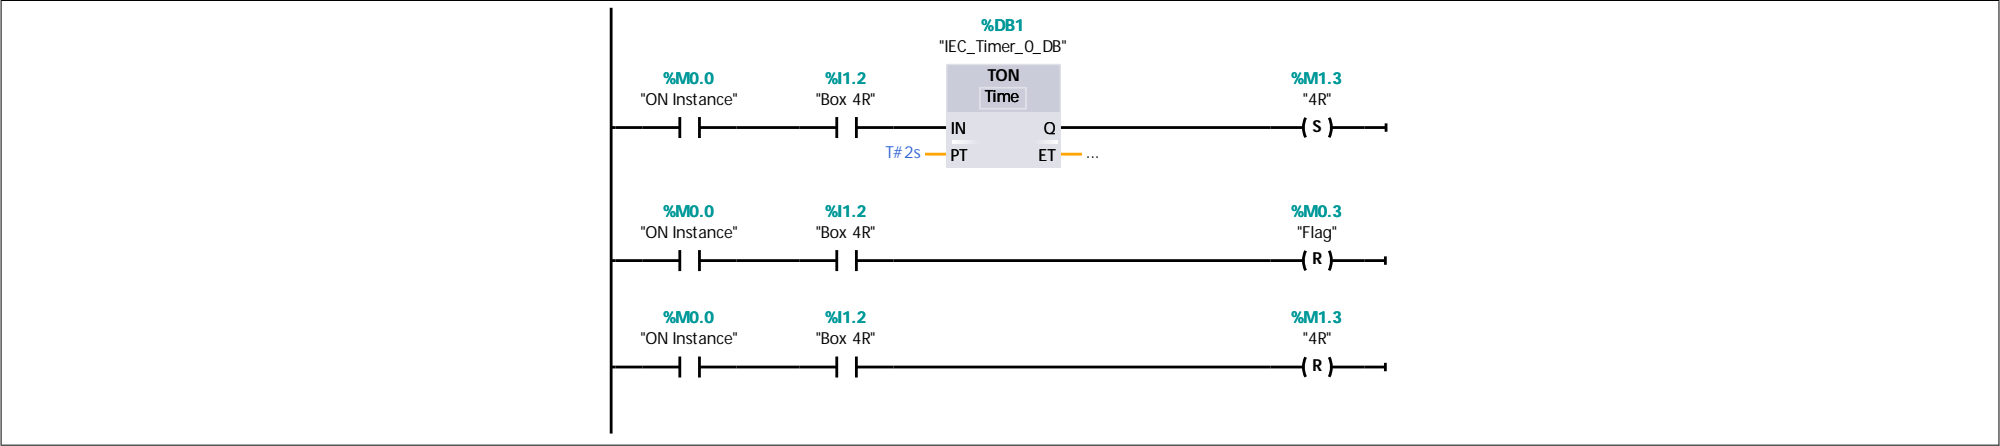 %DB1
"IEC_Timer_0_DB"
%M0.0 %I1.2 TON %M1.3
"ON Instance" "Box 4R" Time "4R"
IN Q S
T#2s PT ET ...
%M0.0 %I1.2 %M0.3
"ON Instance" "Box 4R" "Flag"
R
%M0.0 %I1.2 %M1.3
"ON Instance" "Box 4R" "4R"
R